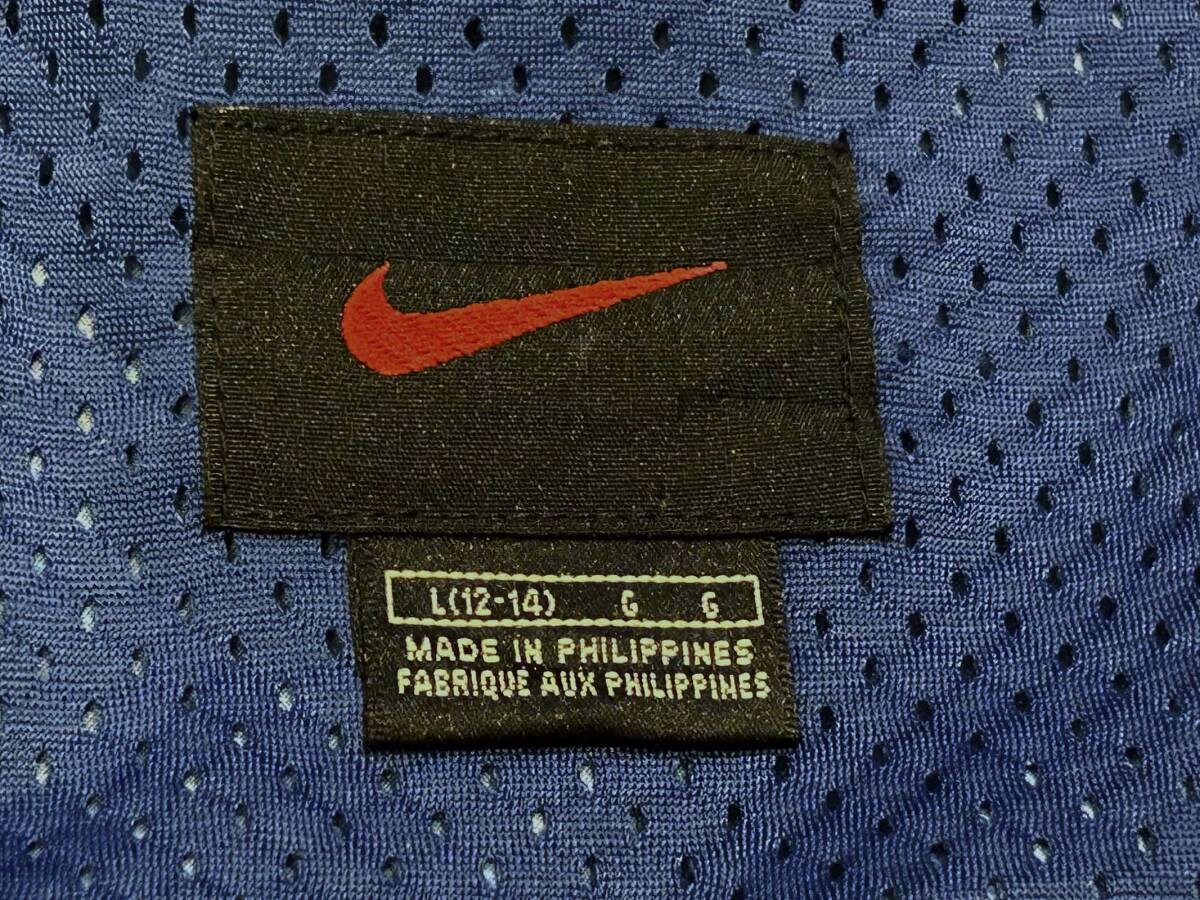 L(12-14) G G
MADE IN PHILIPPINES
FABRIQUE AUX PHILIPPINES